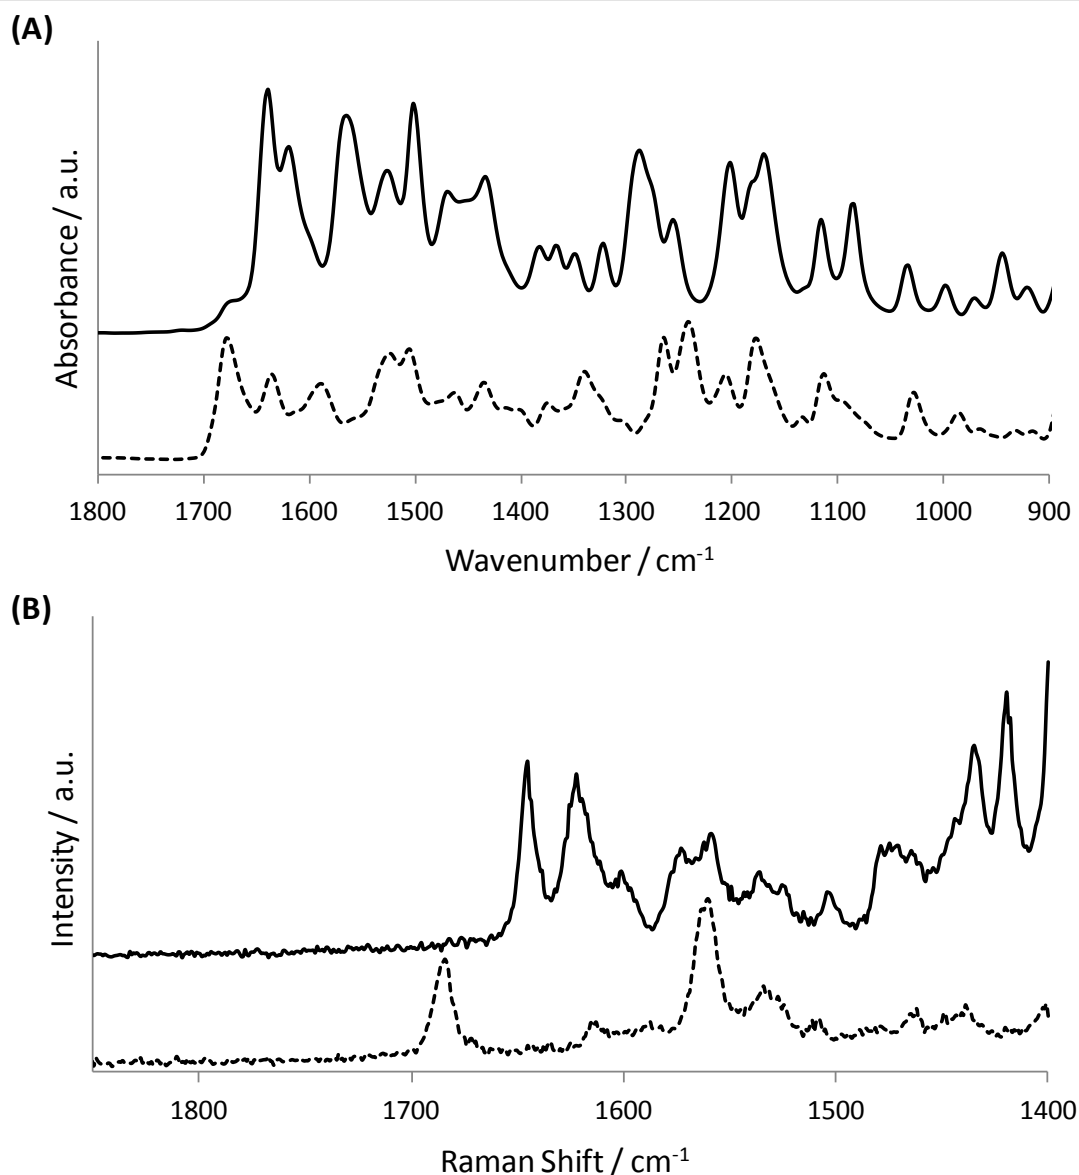 (A)
Absorbance / a.u.
1800 1700 1600 1500 1400 1300 1200 1100 1000 900
Wavenumber / cm-1
(B)
Intensity / a.u.
1800 1700 1600 1500 1400
Raman Shift / cm-1